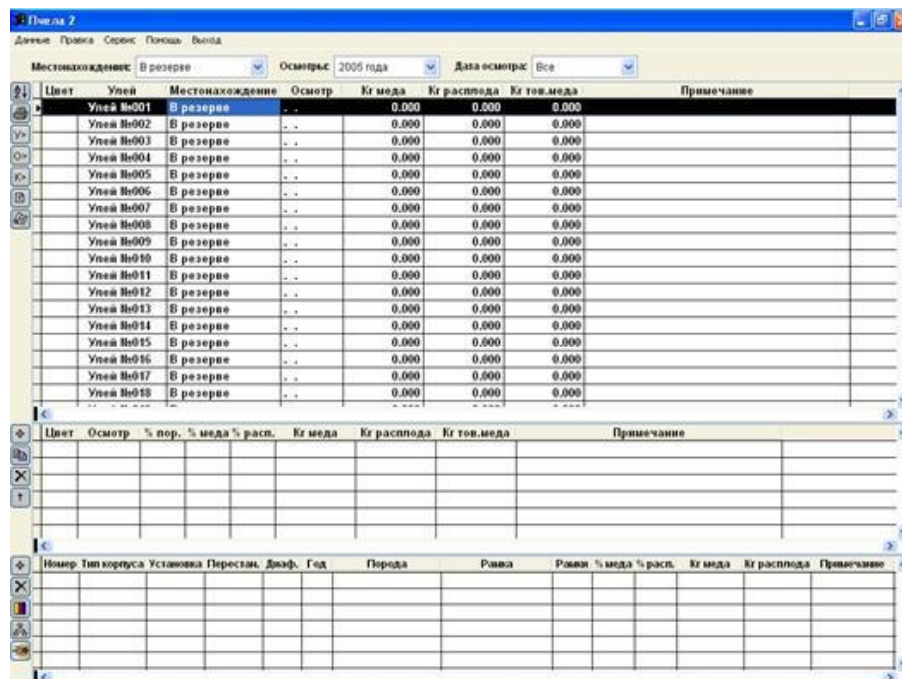 Пчела 2
Данные Правка Сервис Помощь Выход
Местонахождение: В резерве Осмотры: 2005 года Дата осмотра: Все
Цвет Улей Местонахождение Осмотр Кг меда Кг расплода Кг тов.меда Примечание
Улей №001 В резерве . . 0.000 0.000 0.000
Улей №002 В резерве . . 0.000 0.000 0.000
Улей №003 В резерве . . 0.000 0.000 0.000
Улей №004 В резерве . . 0.000 0.000 0.000
Улей №005 В резерве . . 0.000 0.000 0.000
Улей №006 В резерве . . 0.000 0.000 0.000
Улей №007 В резерве . . 0.000 0.000 0.000
Улей №008 В резерве . . 0.000 0.000 0.000
Улей №009 В резерве . . 0.000 0.000 0.000
Улей №010 В резерве . . 0.000 0.000 0.000
Улей №011 В резерве . . 0.000 0.000 0.000
Улей №012 В резерве . . 0.000 0.000 0.000
Улей №013 В резерве . . 0.000 0.000 0.000
Улей №014 В резерве . . 0.000 0.000 0.000
Улей №015 В резерве . . 0.000 0.000 0.000
Улей №016 В резерве . . 0.000 0.000 0.000
Улей №017 В резерве . . 0.000 0.000 0.000
Улей №018 В резерве . . 0.000 0.000 0.000
Цвет Осмотр % пор. % меда % расп. Кг меда Кг расплода Кг тов.меда Примечание
Номер Тип корпуса Установка Перестан. Диаф. Год Порода Рамка Рамки % меда % расп. Кг меда Кг расплода Примечание